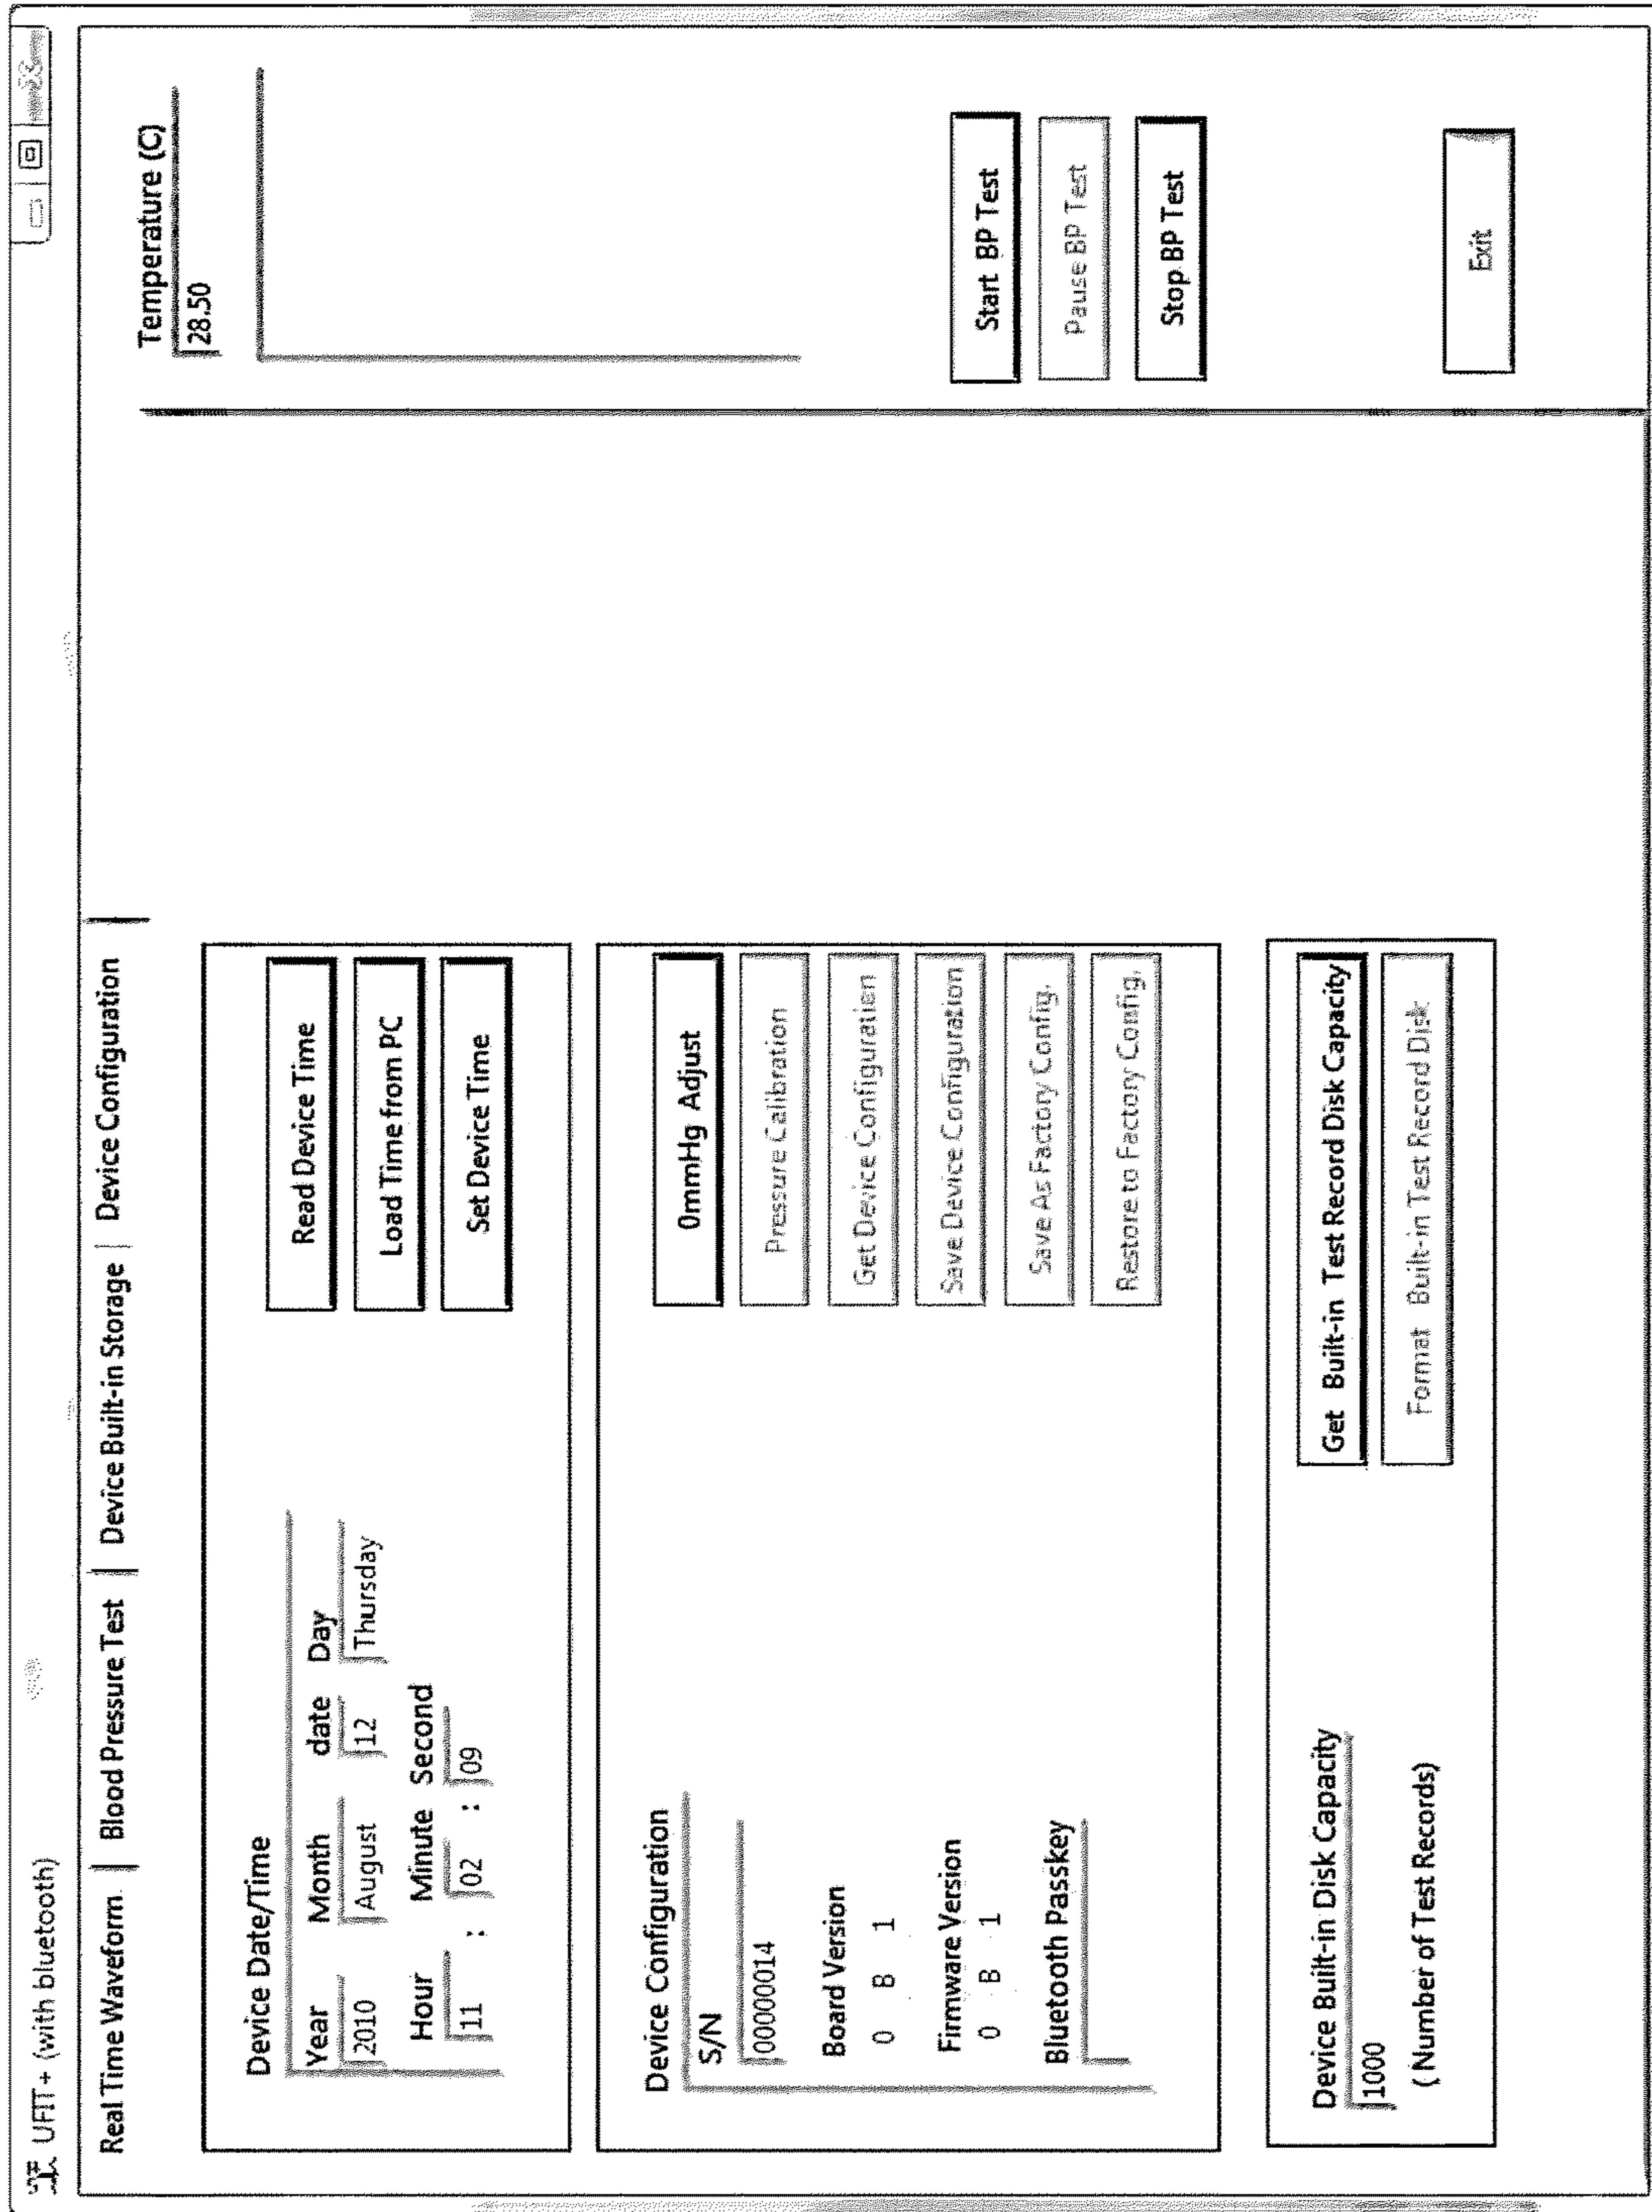 UFIT + (with bluetooth)
Real Time Waveform | Blood Pressure Test | Device Built-in Storage | Device Configuration |
Temperature (C)
28.50
Device Date/Time
Year Month date Day
2010 August 12 Thursday
Hour Minute Second
11 : 02 : 09
Read Device Time
Load Time from PC
Set Device Time
Device Configuration
S/N
00000014
Board Version
0 B 1
Firmware Version
0 B 1
Bluetooth Passkey
0mmHg Adjust
Pressure Calibration
Get Device Configuration
Save Device Configuration
Save As Factory Config.
Restore to Factory Config.
Device Built-in Disk Capacity
1000
( Number of Test Records)
Get Built-in Test Record Disk Capacity
Format Built-in Test Record Disk
Start BP Test
Pause BP Test
Stop BP Test
Exit